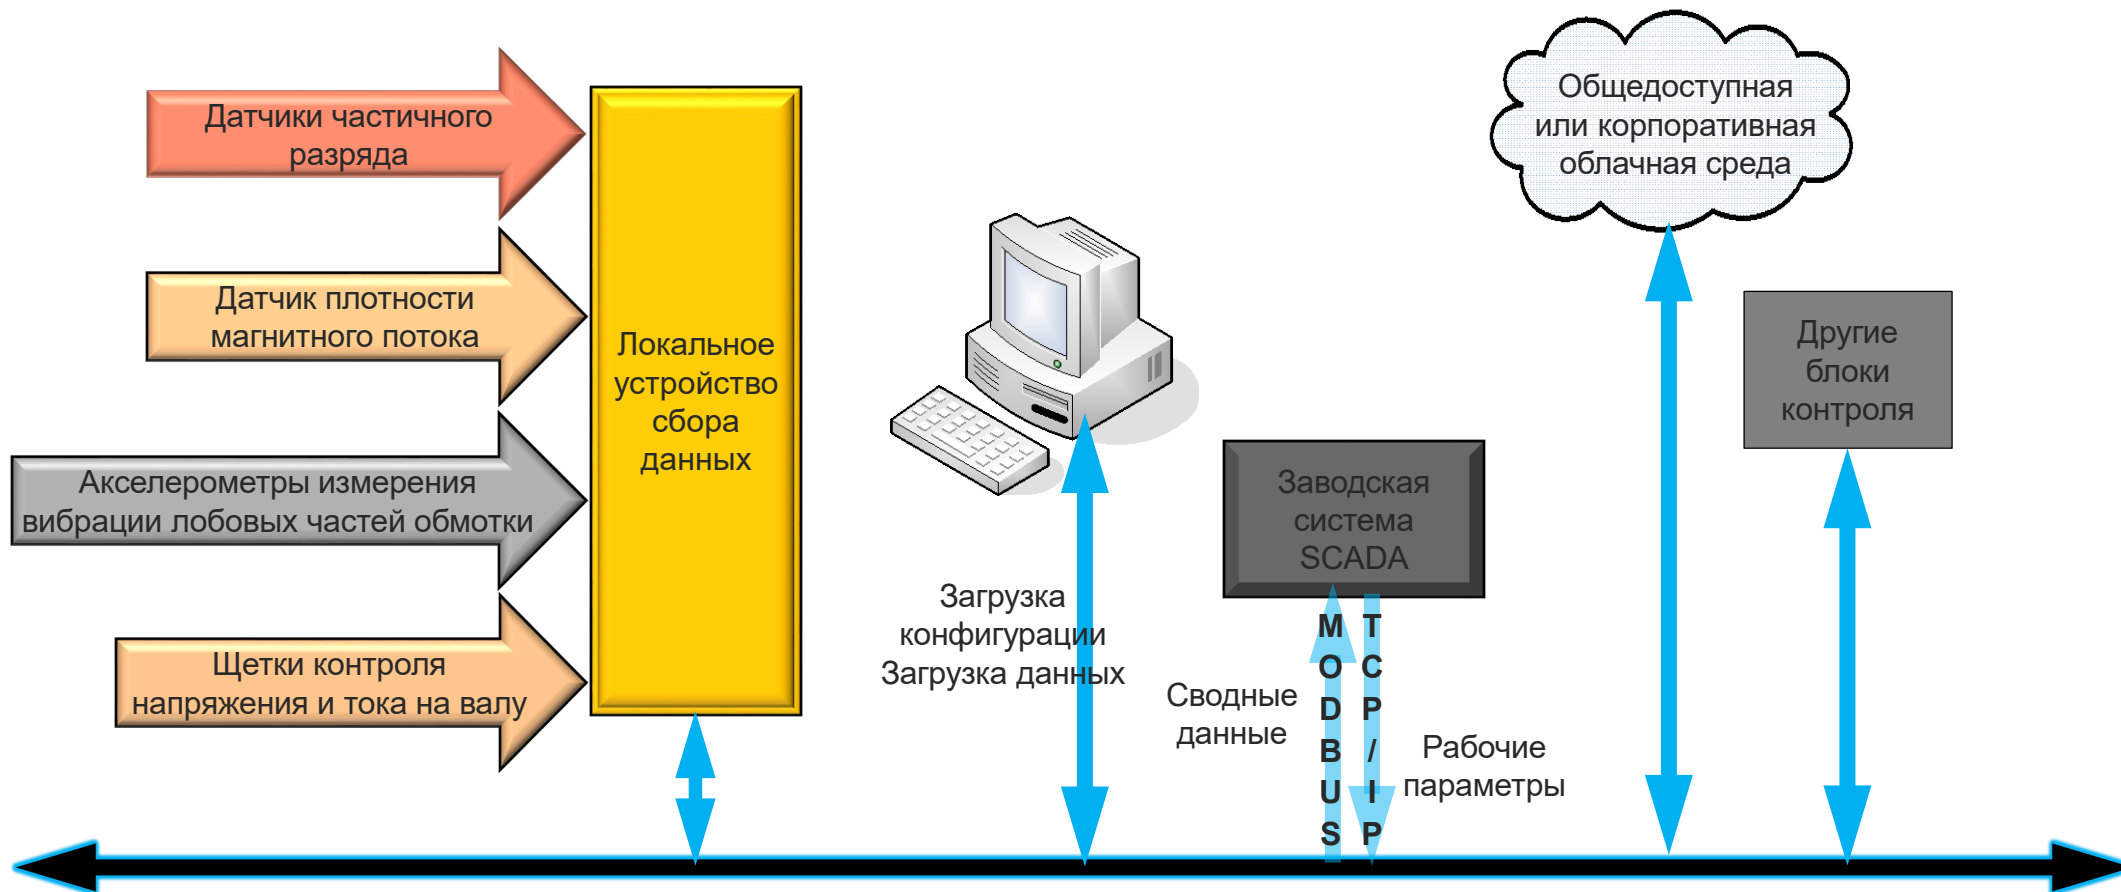 Датчики частичного
разряда
Датчик плотности
магнитного потока
Акселерометры измерения
вибрации лобовых частей обмотки
Щетки контроля
напряжения и тока на валу
Локальное
устройство
сбора
данных
Загрузка
конфигурации
Загрузка данных
Заводская
система
SCADA
Сводные
данные
MODBUS
TCP/IP
Рабочие
параметры
Общедоступная
или корпоративная
облачная среда
Другие
блоки
контроля